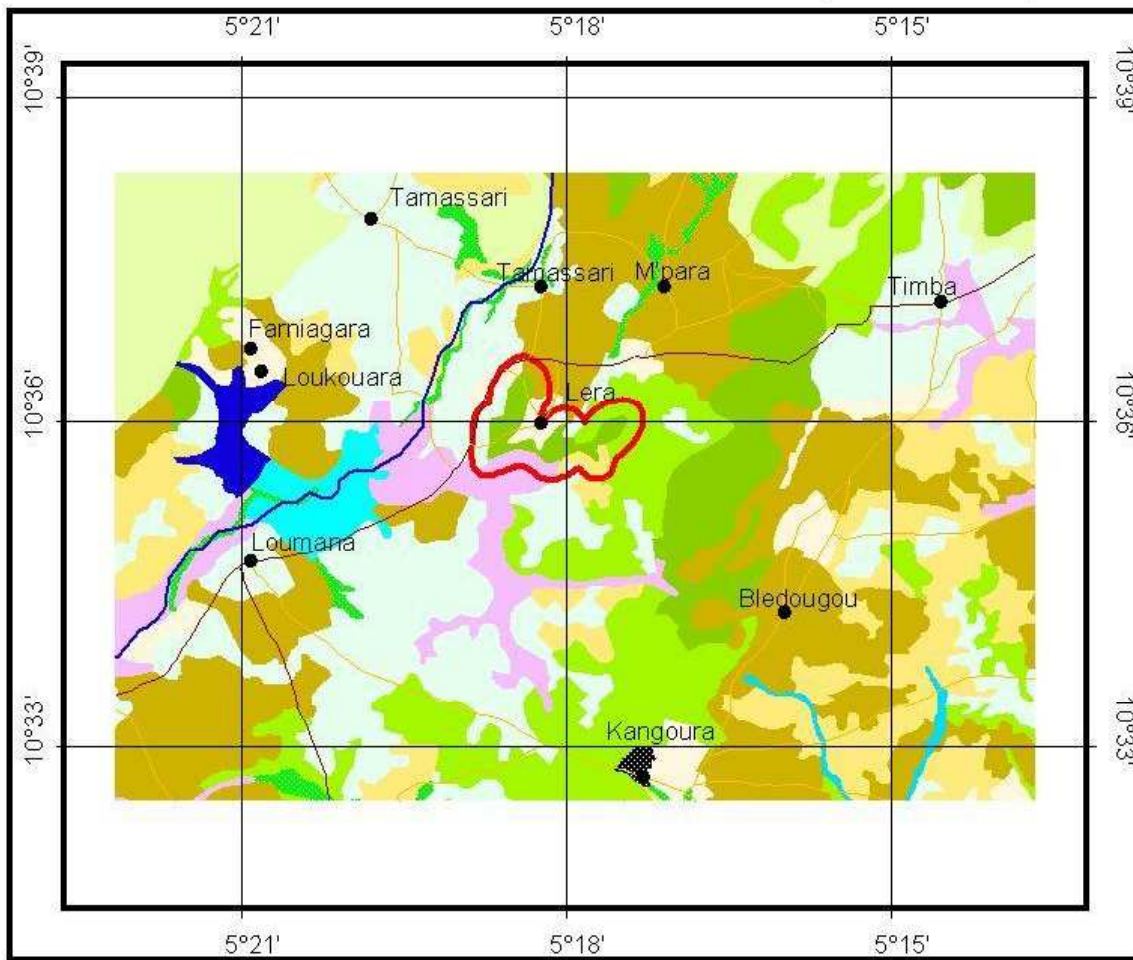 5°21' 5°18' 5°15'
10°39' 10°39'
Tamassari
Tamassari M'para
Timba
Farniagara
Loukouara
Lera
10°36' 10°36'
Loumana
Bledougou
10°33' 10°33'
Kangoura
5°21' 5°18' 5°15'